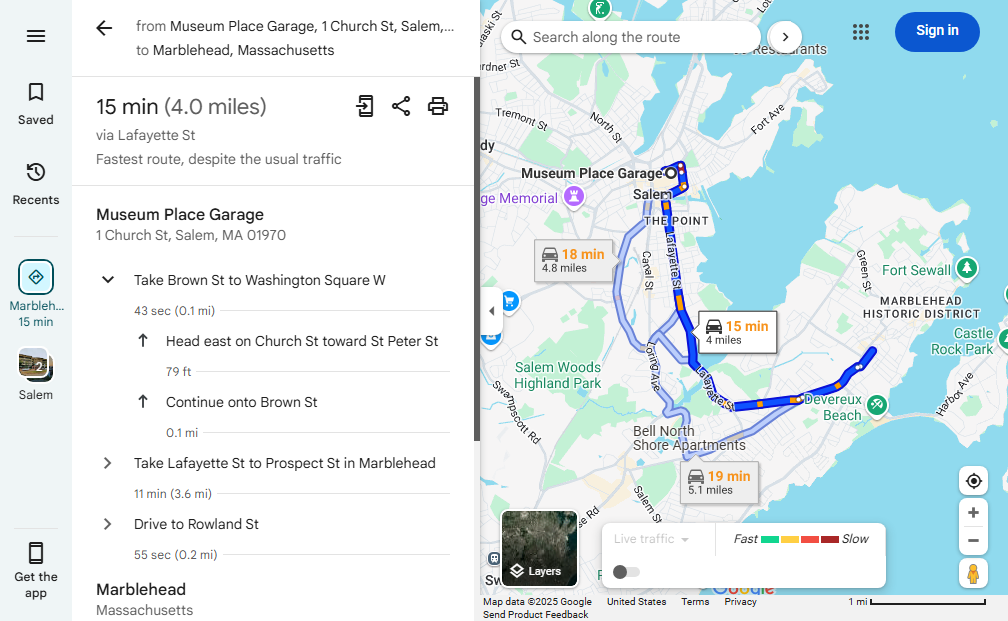 Saved
Recents
Marbleh...
15 min
2
Salem
Get the
app
from Museum Place Garage, 1 Church St, Salem,...
to Marblehead, Massachusetts
15 min (4.0 miles)
via Lafayette St
Fastest route, despite the usual traffic
Museum Place Garage
1 Church St, Salem, MA 01970
Take Brown St to Washington Square W
43 sec (0.1 mi)
Head east on Church St toward St Peter St
79 ft
Continue onto Brown St
0.1 mi
Take Lafayette St to Prospect St in Marblehead
11 min (3.6 mi)
Drive to Rowland St
55 sec (0.2 mi)
Marblehead
Massachusetts
Search along the route
Sign in
Restaurants
rdner St
Tremont St
North St
Fort Ave
dy
Museum Place Garage
Salem
ge Memorial
THE POINT
18 min
4.8 miles
Canal St
Lafayette St
Green St
Fort Sewall
MARBLEHEAD
HISTORIC DISTRICT
15 min
4 miles
Castle
Rock Park
Loring Ave
Salem Woods
Highland Park
Lafayette St
Swampscott Rd
Harbor Ave
Devereux
Beach
Bell North
Shore Apartments
19 min
5.1 miles
Salem St
se Rd
Layers
Live traffic
Fast
Slow
Sw
Google
Map data ©2025 Google
United States
Terms
Privacy
1 mi
Send Product Feedback